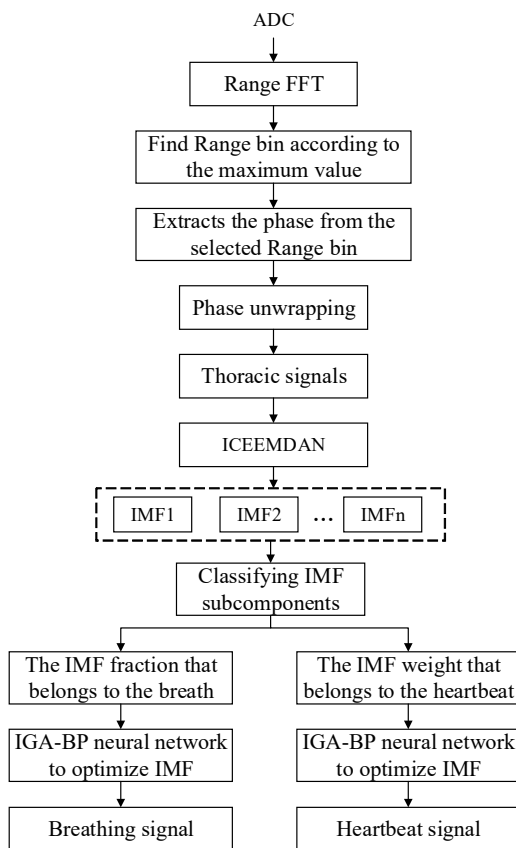 ADC
Range FFT
Find Range bin according to
the maximum value
Extracts the phase from the
selected Range bin
Phase unwrapping
Thoracic signals
ICEEMDAN
IMF1 IMF2 ... IMFn
Classifying IMF
subcomponents
The IMF fraction that
belongs to the breath
The IMF weight that
belongs to the heartbeat
IGA-BP neural network
to optimize IMF
IGA-BP neural network
to optimize IMF
Breathing signal
Heartbeat signal